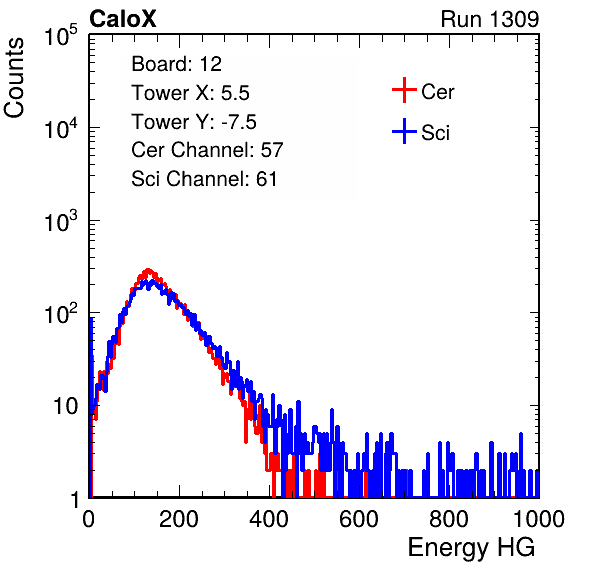 CaloX Run 1309
Counts
Board: 12
Tower X: 5.5
Tower Y: -7.5
Cer Channel: 57
Sci Channel: 61
Cer
Sci
10^5
10^4
10^3
10^2
10
1
0 200 400 600 800 1000
Energy HG